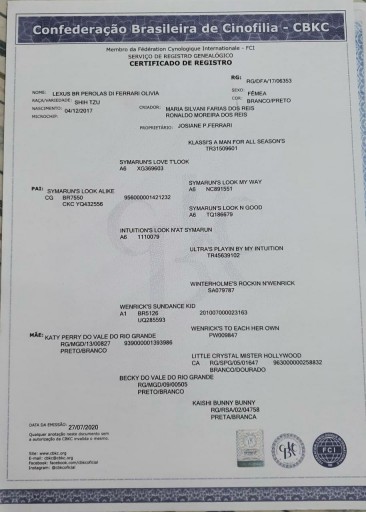 Confederação Brasileira de Cinofilia - CBKC
Membro da Fédération Cynologique Internationale - FCI
SERVIÇO DE REGISTRO GENEALÓGICO
CERTIFICADO DE REGISTRO
RG: RG/DFA/17/06353
NOME: LEXUS BR PEROLAS DI FERRARI OLIVIA
SEXO: FÊMEA
RAÇA/VARIEDADE: SHIH TZU
COR: BRANCO/PRETO
NASCIMENTO: 04/12/2017
CRIADOR: MARIA SILVANI FARIAS DOS REIS
RONALDO MOREIRA DOS REIS
MICROCHIP:
PROPRIETÁRIO: JOSIANE P.FERRARI
KLASSI'S A MAN FOR ALL SEASON'S
TR31509601
SYMARUN'S LOVE T'LOOK
A6 XG369603
SYMARUN'S LOOK MY WAY
A6 NC891551
PAI: SYMARUN'S LOOK ALIKE
CG BR7550 956000001421232
CKC YQ432556
SYMARUN'S LOOK N GOOD
A6 TQ186679
INTUITION'S LOOK N'AT SYMARUN
A6 1110079
ULTRA'S PLAYIN BY MY INTUITION
TR45639102
WINTERHOLME'S ROCKIN N'WENRICK
SA079787
WENRICK'S SUNDANCE KID
A1 BR5126 201007000023163
UQ285593
WENRICK'S TO EACH HER OWN
PW009847
MÃE: KATY PERRY DO VALE DO RIO GRANDE
RG/MGD/13/00827 939000001393986
PRETO/BRANCO
LITTLE CRYSTAL MISTER HOLLYWOOD
CA RG/SPG/05/01647 963000000258832
BRANCO/DOURADO
BECKY DO VALE DO RIO GRANDE
RG/MGD/09/00505
PRETO/BRANCO
KAISHI BUNNY BUNNY
RG/RSA/02/04758
PRETA/BRANCA
DATA DA EMISSÃO: 27/07/2020
Qualquer anotação neste documento sem
a autorização da CBKC invalida o mesmo.
Site: www.cbkc.org
E-mail: cbkc@cbkc.org
Facebook: facebook.com/cbkcoficial
Instagram: @cbkcoficial
FCI